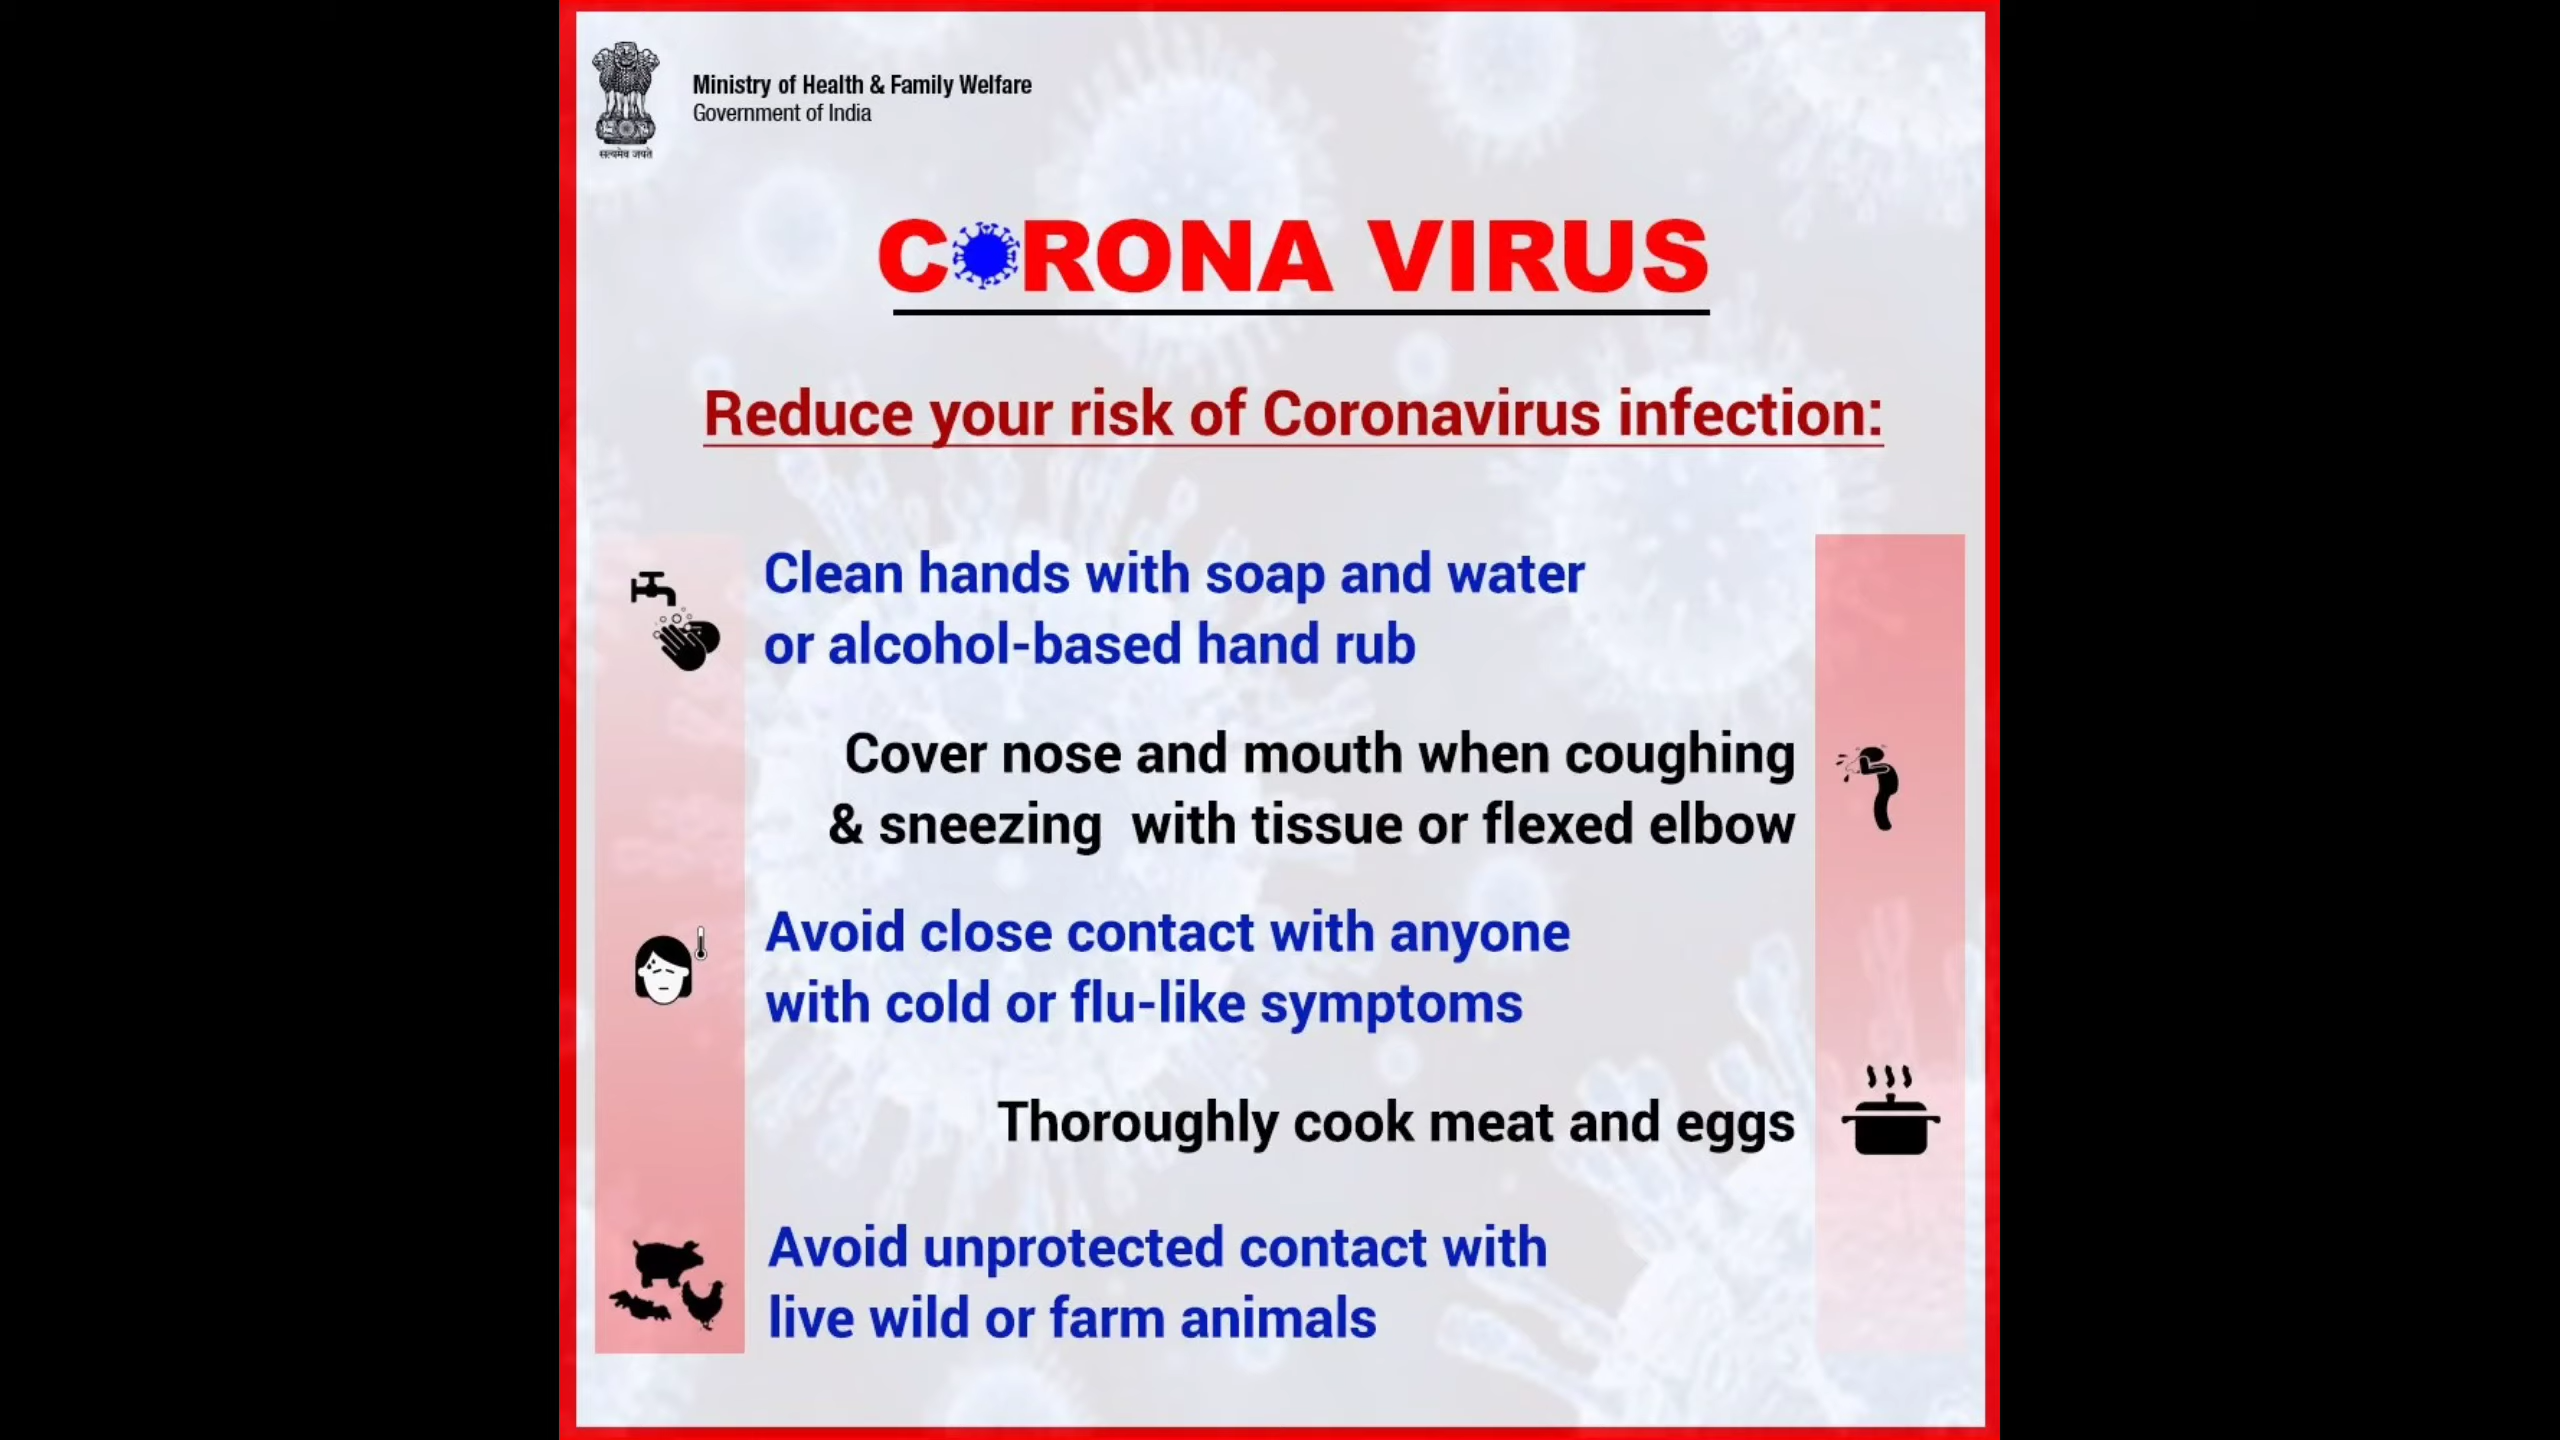 Ministry of Health & Family Welfare
Government of India
सत्यमेव जयते
CORONA VIRUS
Reduce your risk of Coronavirus infection:
Clean hands with soap and water
or alcohol-based hand rub
Cover nose and mouth when coughing
& sneezing with tissue or flexed elbow
Avoid close contact with anyone
with cold or flu-like symptoms
Thoroughly cook meat and eggs
Avoid unprotected contact with
live wild or farm animals